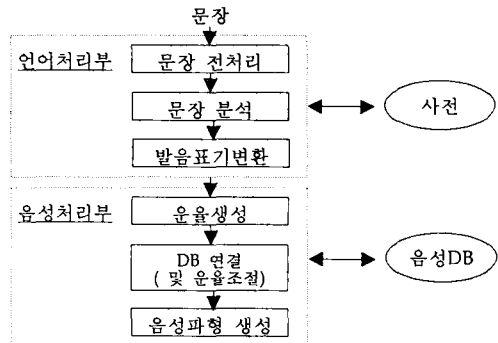 문장
언어처리부
문장 전처리
문장 분석
사전
발음표기변환
음성처리부
운율생성
DB 연결
( 및 운율조절)
음성DB
음성파형 생성